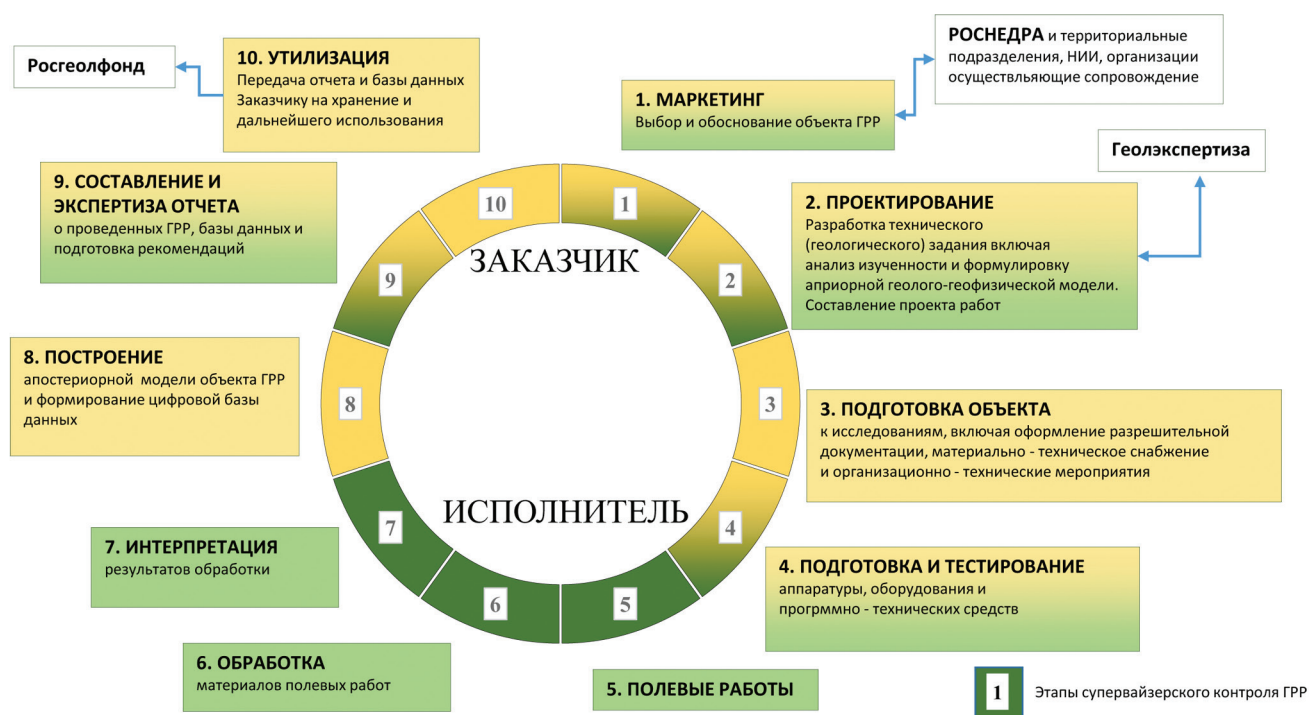 Росгеолфонд
10. УТИЛИЗАЦИЯ
Передача отчета и базы данных
Заказчику на хранение и
дальнейшего использования
1. МАРКЕТИНГ
Выбор и обоснование объекта ГРР
РОСНЕДРА и территориальные
подразделения, НИИ, организации
осуществльяющие сопровождение
Геолэкспертиза
9. СОСТАВЛЕНИЕ И
ЭКСПЕРТИЗА ОТЧЕТА
о проведенных ГРР, базы данных и
подготовка рекомендаций
2. ПРОЕКТИРОВАНИЕ
Разработка технического
(геологического) задания включая
анализ изученности и формулировку
априорной геолого-геофизической модели.
Составление проекта работ
10
1
9
2
ЗАКАЗЧИК
8. ПОСТРОЕНИЕ
апостериорной модели объекта ГРР
и формирование цифровой базы
данных
8
3
3. ПОДГОТОВКА ОБЪЕКТА
к исследованиям, включая оформление разрешительной
документации, материально - техническое снабжение
и организационно - технические мероприятия
ИСПОЛНИТЕЛЬ
7
4
6
5
7. ИНТЕРПРЕТАЦИЯ
результатов обработки
4. ПОДГОТОВКА И ТЕСТИРОВАНИЕ
аппаратуры, оборудования и
прогрммно - технических средств
6. ОБРАБОТКА
материалов полевых работ
5. ПОЛЕВЫЕ РАБОТЫ
1
Этапы супервайзерского контроля ГРР